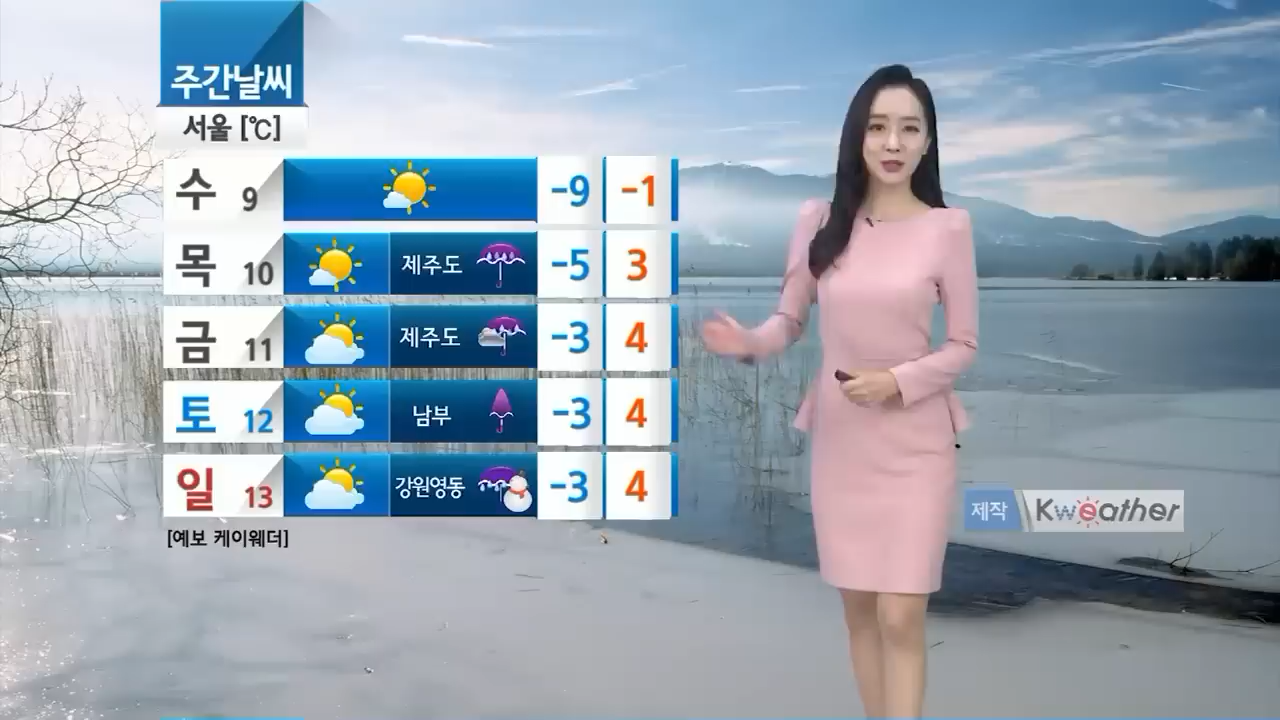 주간날씨
서울 [℃]
수 9 -9 -1
목 10 제주도 -5 3
금 11 제주도 -3 4
토 12 남부 -3 4
일 13 강원영동 -3 4
[예보 케이웨더]
제작 Kweather